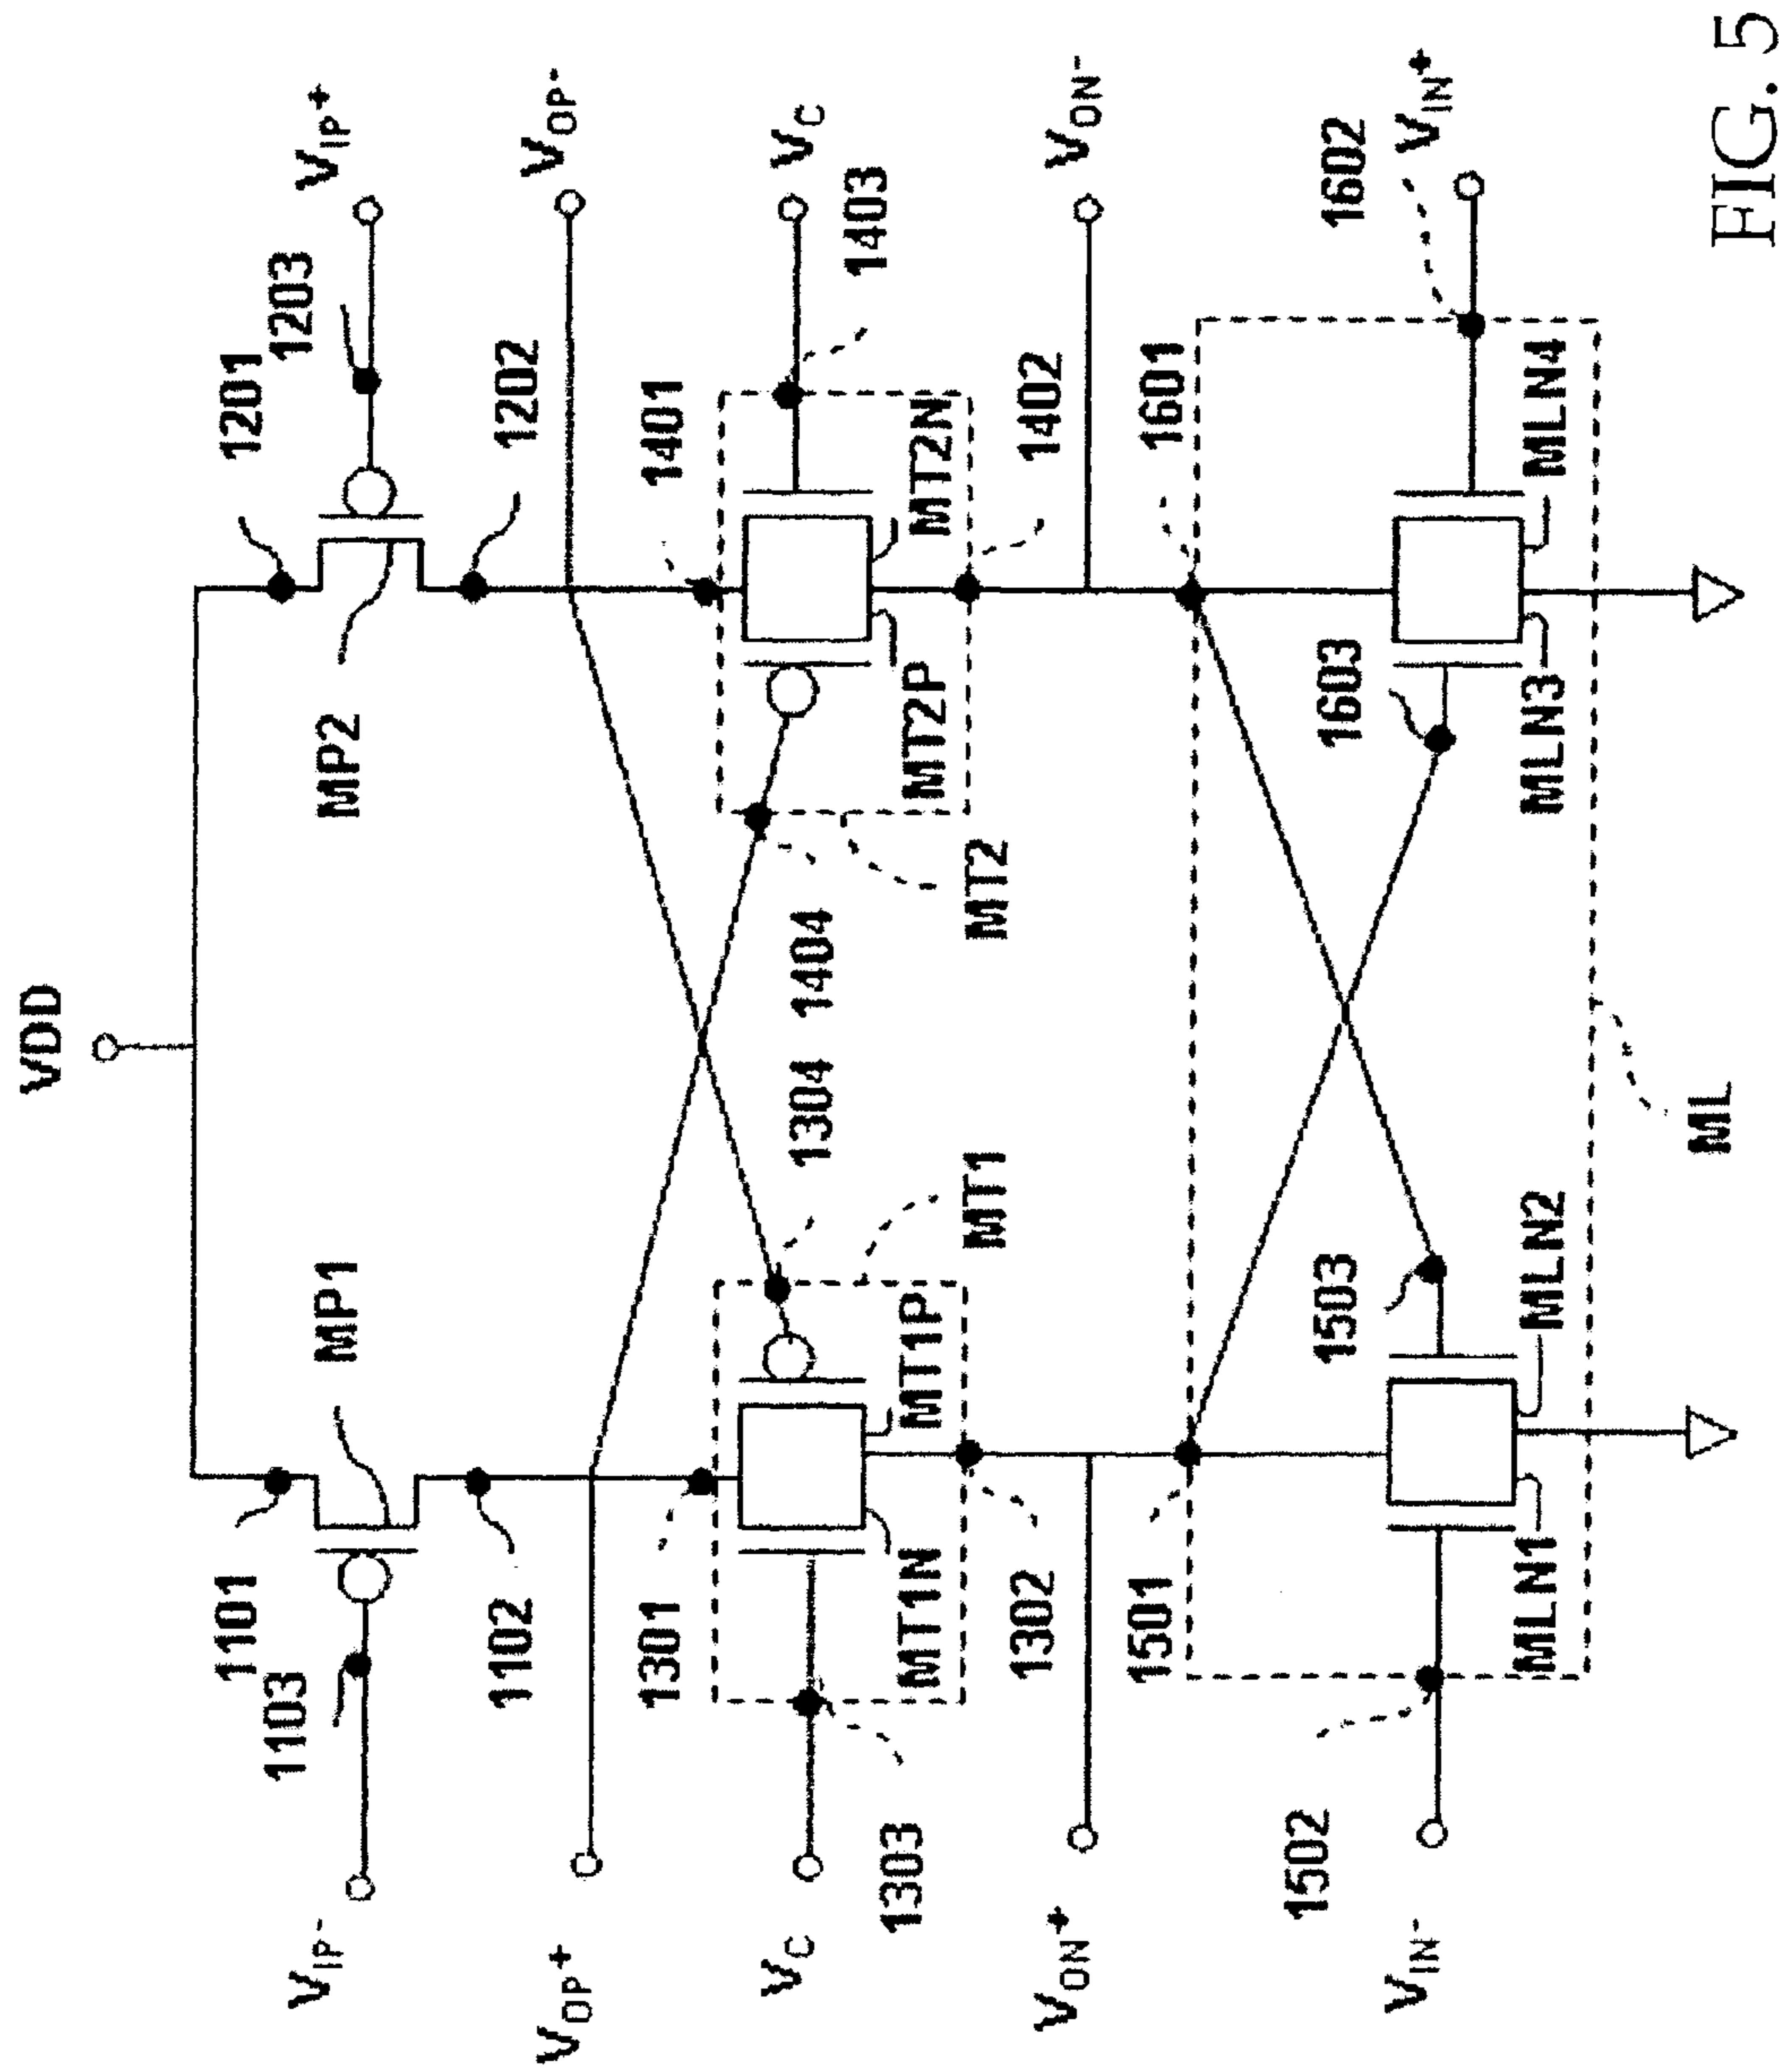 VDD
1101
1201
1103
1203
V_IP^-
MP1
MP2
V_IP^+
1102
1202
V_OP^+
V_OP^-
1301
1401
V_C
V_C
1303
1304
1404
1403
MT1N
MT1P
MT2P
MT2N
MT1
MT2
1302
1402
V_ON^+
V_ON^-
1501
1601
1502
1503
1603
1602
V_IN^-
V_IN^+
MLN1
MLN2
MLN3
MLN4
ML
FIG. 5